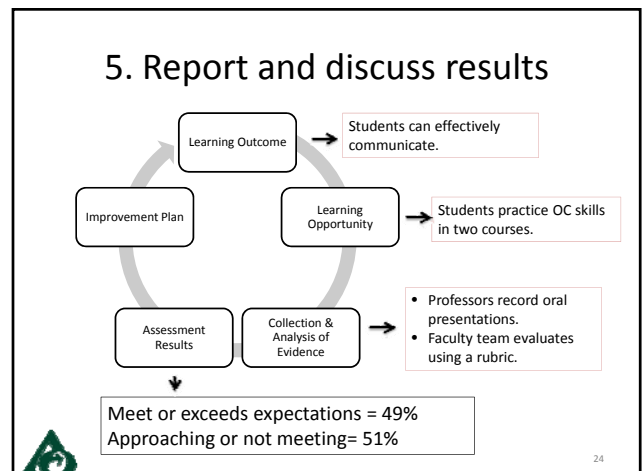 5. Report and discuss results
Learning Outcome
Students can effectively
communicate.
Learning
Opportunity
Students practice OC skills
in two courses.
Collection &
Analysis of
Evidence
• Professors record oral
presentations.
• Faculty team evaluates
using a rubric.
Assessment
Results
Meet or exceeds expectations = 49%
Approaching or not meeting= 51%
Improvement Plan
24